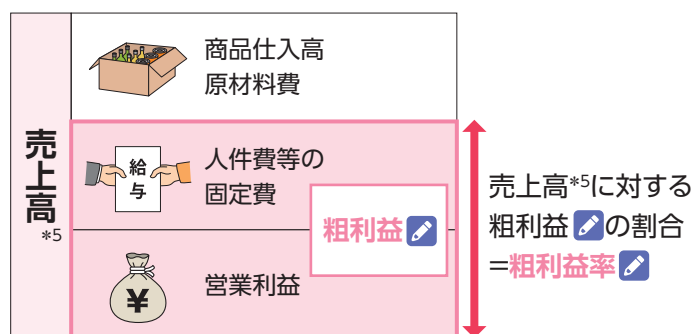 売上高
*5
商品仕入高
原材料費
給与
人件費等の
固定費
粗利益
営業利益
¥
売上高*5に対する
粗利益の割合
=粗利益率